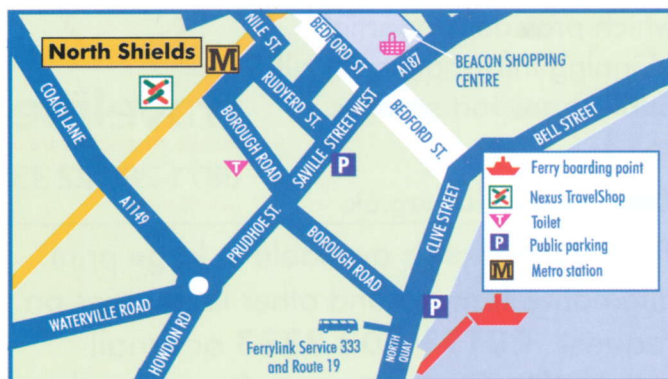 North Shields
M
NILE ST.
BEDFORD ST
A187
BEACON SHOPPING
CENTRE
COACH LANE
RUDYERD ST.
BOROUGH ROAD
SAVILLE STREET WEST
BEDFORD ST.
BELL STREET
T
P
A1149
PRUDHOE ST.
BOROUGH ROAD
CLIVE STREET
Ferry boarding point
Nexus TravelShop
T
Toilet
P
Public parking
M
Metro station
WATERVILLE ROAD
HOWDON RD
P
NORTH
QUAY
Ferrylink Service 333
and Route 19